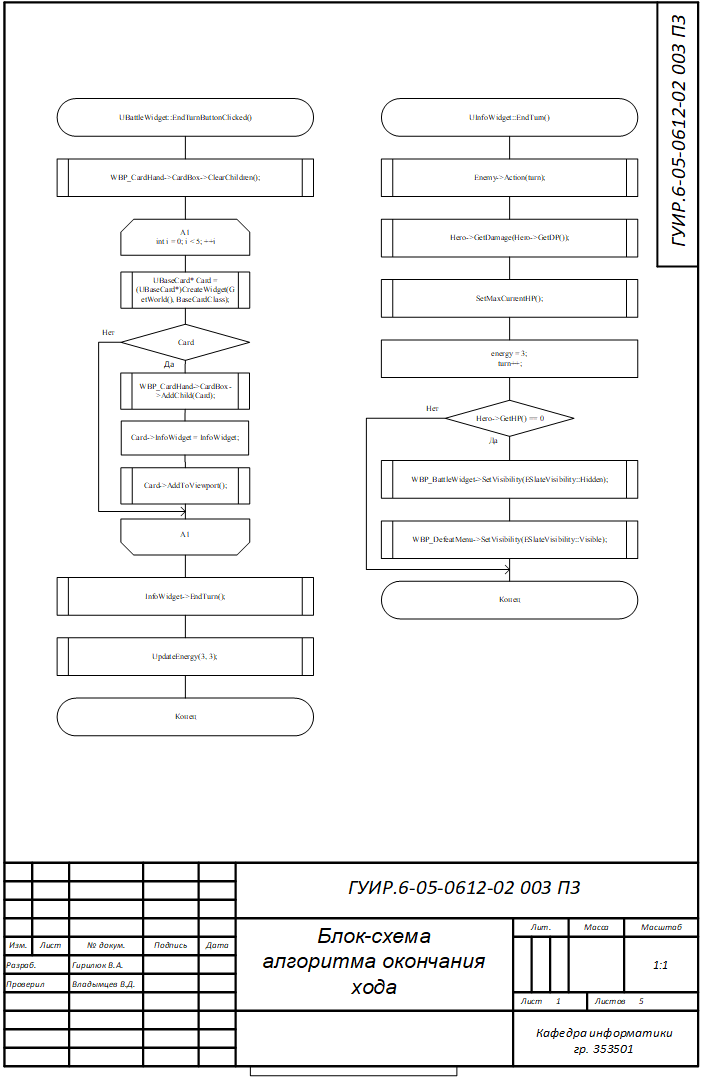 ГУИР.6-05-0612-02 003 ПЗ
UBattleWidget::EndTurnButtonClicked()
WBP_CardHand->CardBox->ClearChildren();
A1
int i = 0; i < 5; ++i
UBaseCard* Card =
(UBaseCard*)CreateWidget(G
etWorld(), BaseCardClass);
Нет
Card
Да
WBP_CardHand->CardBox-
>AddChild(Card);
Card->InfoWidget = InfoWidget;
Card->AddToViewport();
A1
InfoWidget->EndTurn();
UpdateEnergy(3, 3);
Конец
UInfoWidget::EndTurn()
Enemy->Action(turn);
Hero->GetDamage(Hero->GetDP());
SetMaxCurrentHP();
energy = 3;
turn++;
Нет
Hero->GetHP() == 0
Да
WBP_BattleWidget->SetVisibility(ESlateVisibility::Hidden);
WBP_DefeatMenu->SetVisibility(ESlateVisibility::Visible);
Конец
ГУИР.6-05-0612-02 003 ПЗ
Изм. Лист № докум. Подпись Дата
Разраб. Гирилюк В.А.
Проверил Владымцев В.Д.
Блок-схема
алгоритма окончания
хода
Лит. Масса Масштаб
1:1
Лист 1 Листов 5
Кафедра информатики
гр. 353501